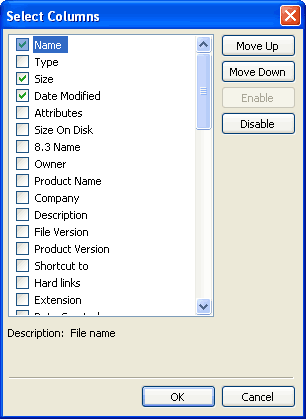 Select Columns
Name
Type
Size
Date Modified
Attributes
Size On Disk
8.3 Name
Owner
Product Name
Company
Description
File Version
Product Version
Shortcut to
Hard links
Extension
Move Up
Move Down
Enable
Disable
Description: File name
OK
Cancel